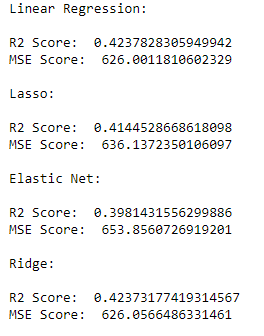 Linear Regression:
R2 Score:  0.4237828305949942
MSE Score:  626.0011810602329
Lasso:
R2 Score:  0.4144528668618098
MSE Score:  636.1372350106097
Elastic Net:
R2 Score:  0.3981431556299886
MSE Score:  653.8560726919201
Ridge:
R2 Score:  0.42373177419314567
MSE Score:  626.0566486331461